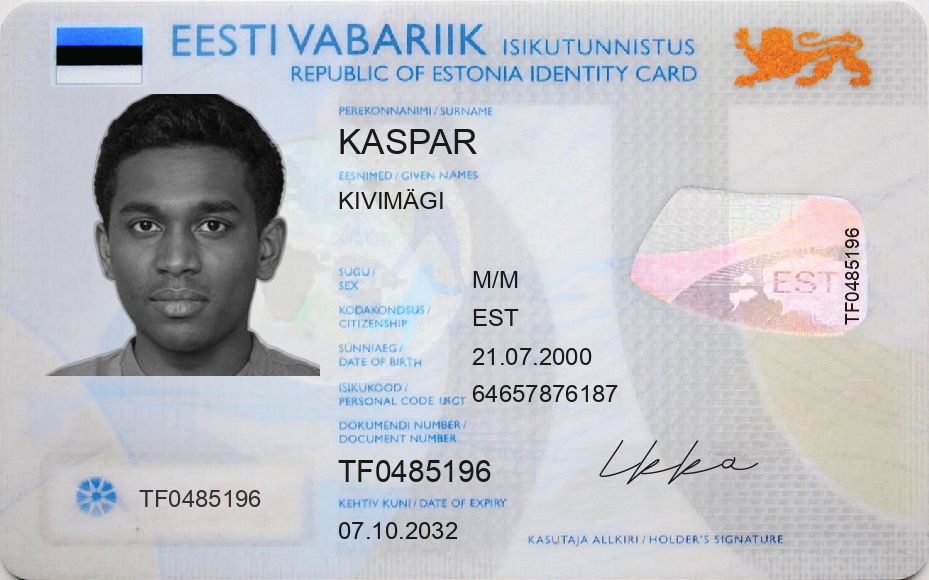 EESTI VABARIIK ISIKUTUNNISTUS
REPUBLIC OF ESTONIA IDENTITY CARD
PEREKONNANIMI / SURNAME
KASPAR
EESNIMED / GIVEN NAMES
KIVIMÄGI
SUGU /
SEX
M/M
KODAKONDSUS /
CITIZENSHIP
EST
SÜNNIAEG /
DATE OF BIRTH
21.07.2000
ISIKUKOOD /
PERSONAL CODE
64657876187
DOKUMENDI NUMBER /
DOCUMENT NUMBER
TF0485196
KEHTIV KUNI / DATE OF EXPIRY
07.10.2032
TF0485196
EST
TF0485196
KASUTAJA ALLKIRI / HOLDER'S SIGNATURE